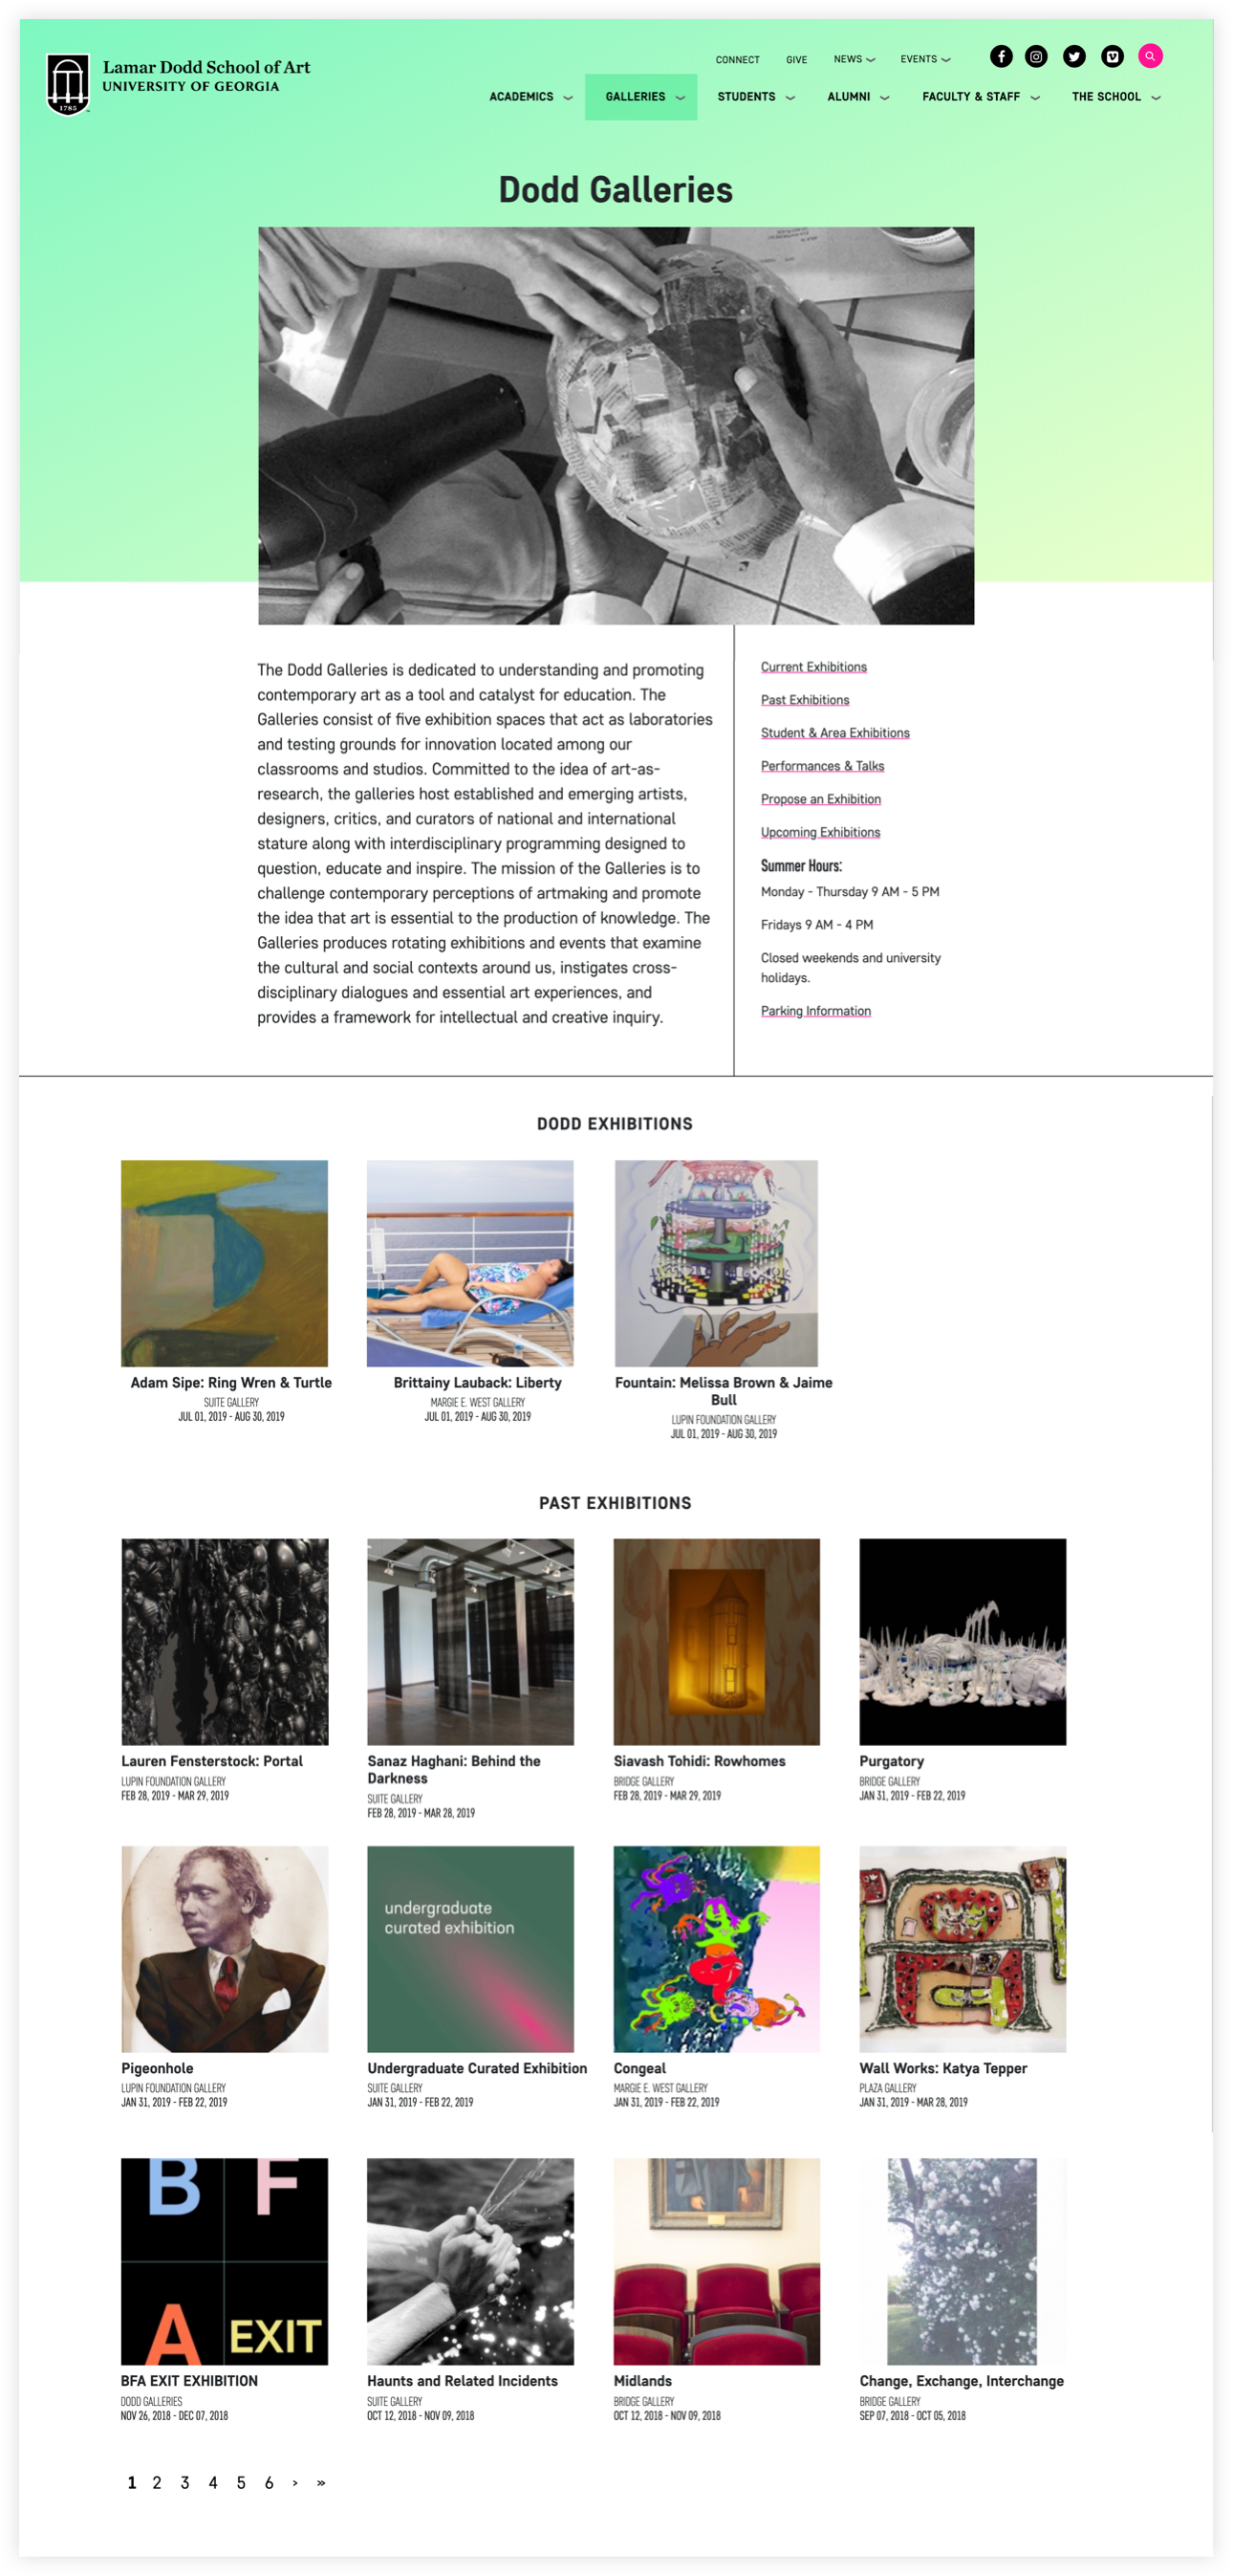 Lamar Dodd School of Art
UNIVERSITY OF GEORGIA
1785
CONNECT GIVE NEWS EVENTS
ACADEMICS GALLERIES STUDENTS ALUMNI FACULTY & STAFF THE SCHOOL
Dodd Galleries
The Dodd Galleries is dedicated to understanding and promoting
contemporary art as a tool and catalyst for education. The
Galleries consist of five exhibition spaces that act as laboratories
and testing grounds for innovation located among our
classrooms and studios. Committed to the idea of art-as-
research, the galleries host established and emerging artists,
designers, critics, and curators of national and international
stature along with interdisciplinary programming designed to
question, educate and inspire. The mission of the Galleries is to
challenge contemporary perceptions of artmaking and promote
the idea that art is essential to the production of knowledge. The
Galleries produces rotating exhibitions and events that examine
the cultural and social contexts around us, instigates cross-
disciplinary dialogues and essential art experiences, and
provides a framework for intellectual and creative inquiry.
Current Exhibitions
Past Exhibitions
Student & Area Exhibitions
Performances & Talks
Propose an Exhibition
Upcoming Exhibitions
Summer Hours:
Monday - Thursday 9 AM - 5 PM
Fridays 9 AM - 4 PM
Closed weekends and university
holidays.
Parking Information
DODD EXHIBITIONS
Adam Sipe: Ring Wren & Turtle
SUITE GALLERY
JUL 01, 2019 - AUG 30, 2019
Brittainy Lauback: Liberty
MARGIE E. WEST GALLERY
JUL 01, 2019 - AUG 30, 2019
Fountain: Melissa Brown & Jaime
Bull
LUPIN FOUNDATION GALLERY
JUL 01, 2019 - AUG 30, 2019
PAST EXHIBITIONS
Lauren Fensterstock: Portal
LUPIN FOUNDATION GALLERY
FEB 28, 2019 - MAR 29, 2019
Sanaz Haghani: Behind the
Darkness
SUITE GALLERY
FEB 28, 2019 - MAR 28, 2019
Siavash Tohidi: Rowhomes
BRIDGE GALLERY
FEB 28, 2019 - MAR 29, 2019
Purgatory
BRIDGE GALLERY
JAN 31, 2019 - FEB 22, 2019
Pigeonhole
LUPIN FOUNDATION GALLERY
JAN 31, 2019 - FEB 22, 2019
undergraduate
curated exhibition
Undergraduate Curated Exhibition
SUITE GALLERY
JAN 31, 2019 - FEB 22, 2019
Congeal
MARGIE E. WEST GALLERY
JAN 31, 2019 - FEB 22, 2019
Wall Works: Katya Tepper
PLAZA GALLERY
JAN 31, 2019 - MAR 28, 2019
B F
A EXIT
BFA EXIT EXHIBITION
DODD GALLERIES
NOV 26, 2018 - DEC 07, 2018
Haunts and Related Incidents
SUITE GALLERY
OCT 12, 2018 - NOV 09, 2018
Midlands
BRIDGE GALLERY
OCT 12, 2018 - NOV 09, 2018
Change, Exchange, Interchange
BRIDGE GALLERY
SEP 07, 2018 - OCT 05, 2018
1 2 3 4 5 6 > »